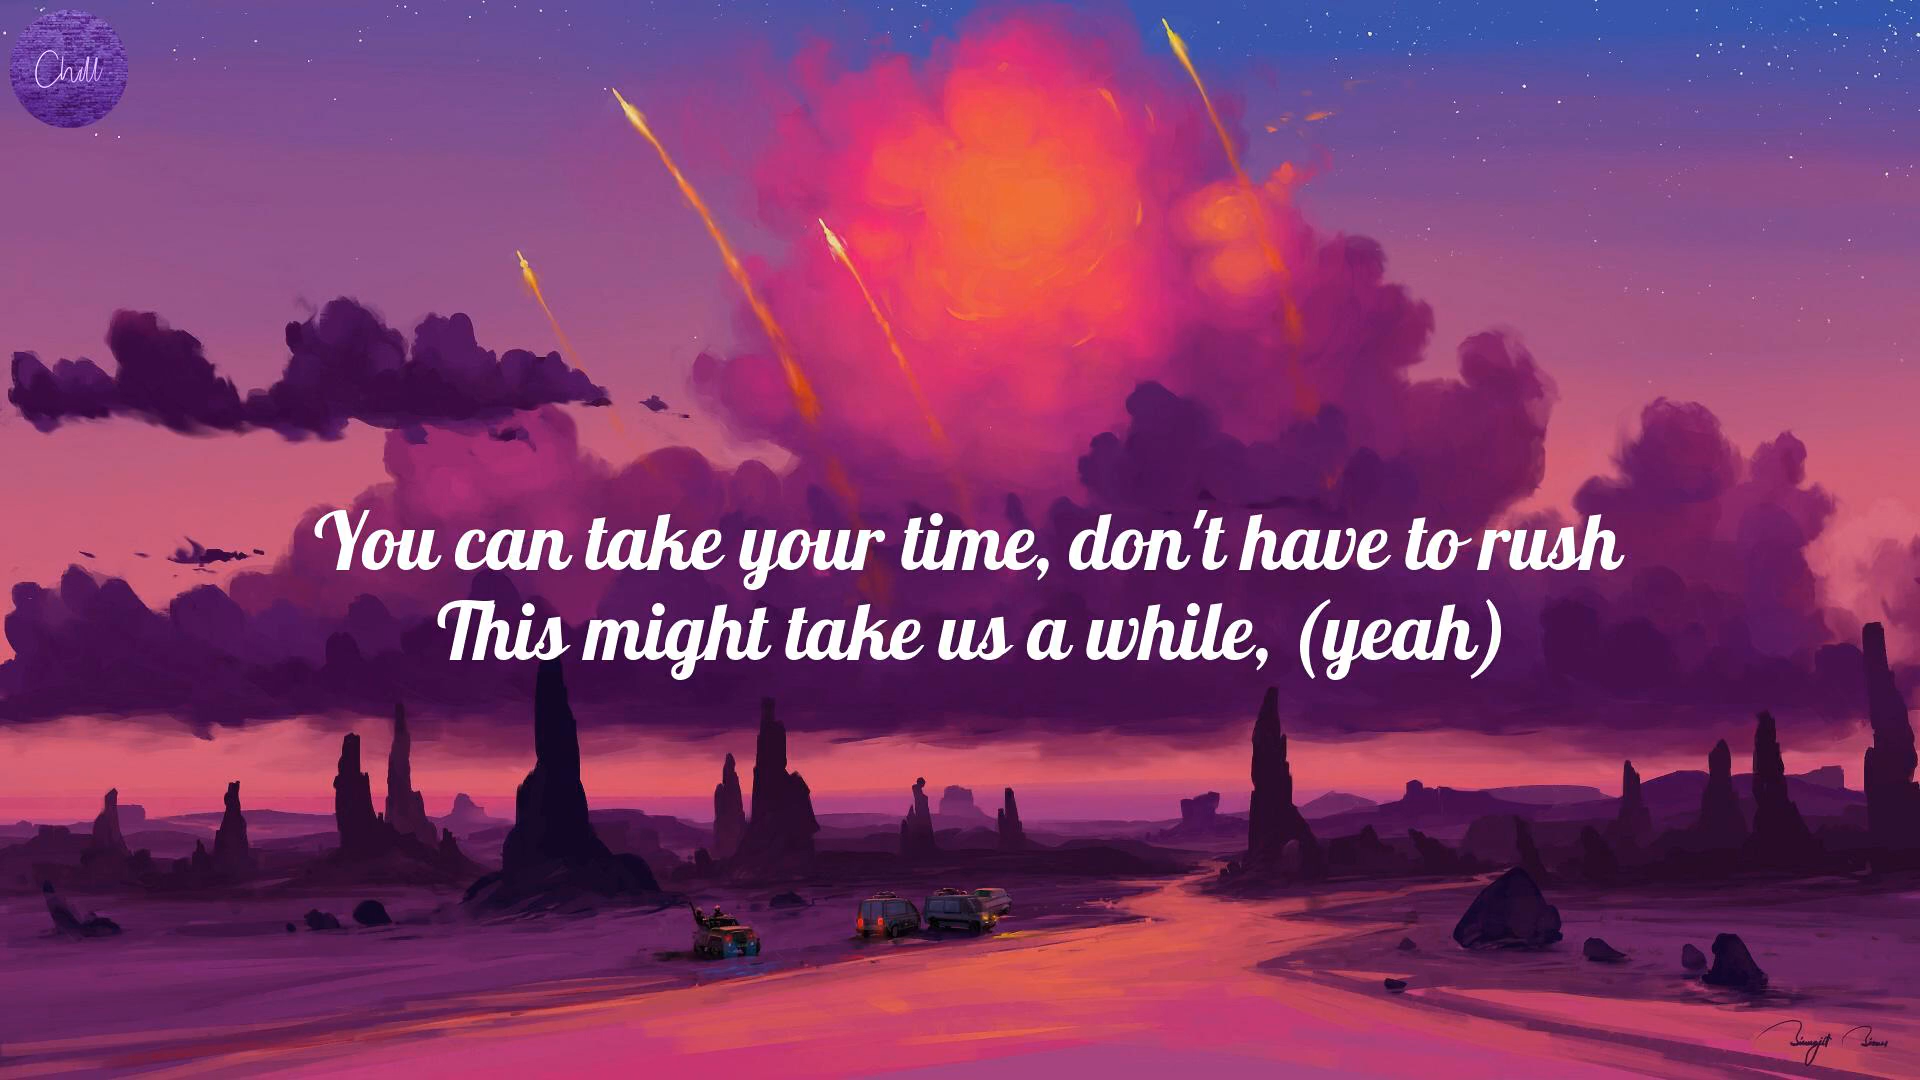 Chill
You can take your time, don't have to rush
This might take us a while, (yeah)